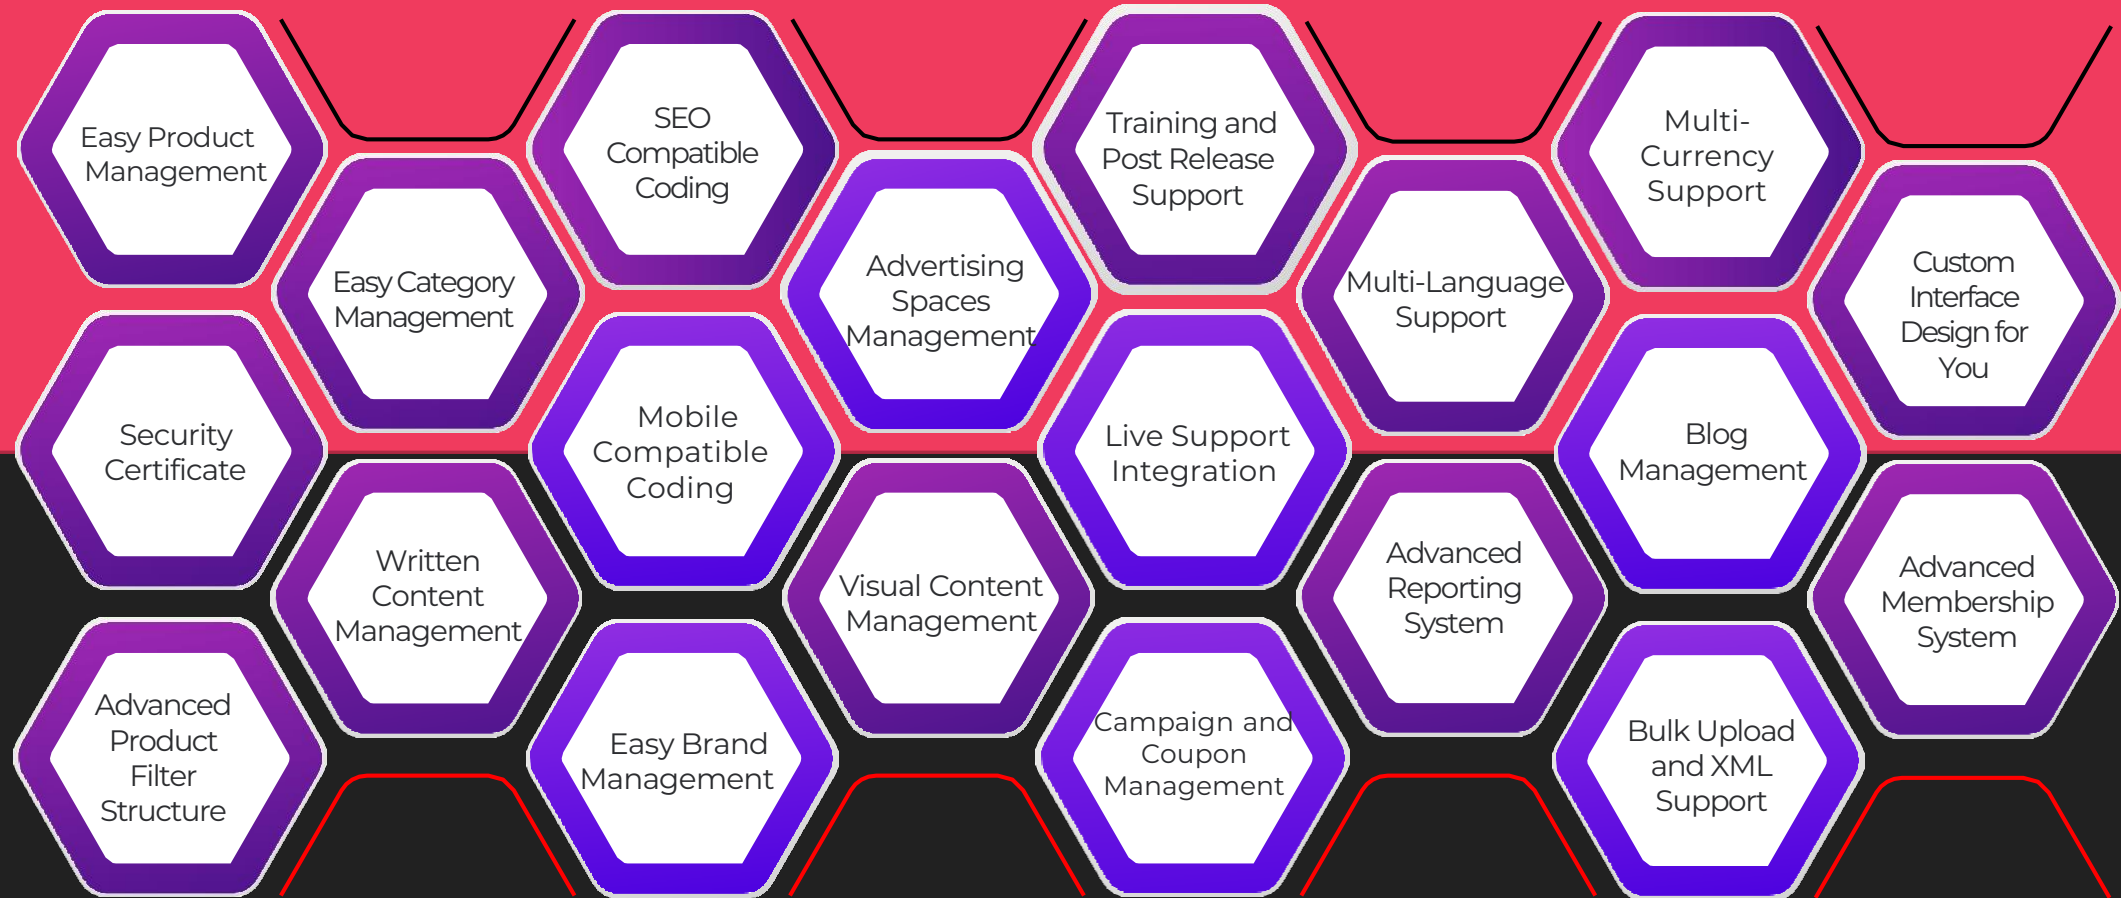 Easy Product
Management
SEO
Compatible
Coding
Training and
Post Release
Support
Multi-
Currency
Support
Easy Category
Management
Advertising
Spaces
Management
Multi-Language
Support
Custom
Interface
Design for
You
Security
Certificate
Mobile
Compatible
Coding
Live Support
Integration
Blog
Management
Written
Content
Management
Visual Content
Management
Advanced
Reporting
System
Advanced
Membership
System
Advanced
Product
Filter
Structure
Easy Brand
Management
Campaign and
Coupon
Management
Bulk Upload
and XML
Support